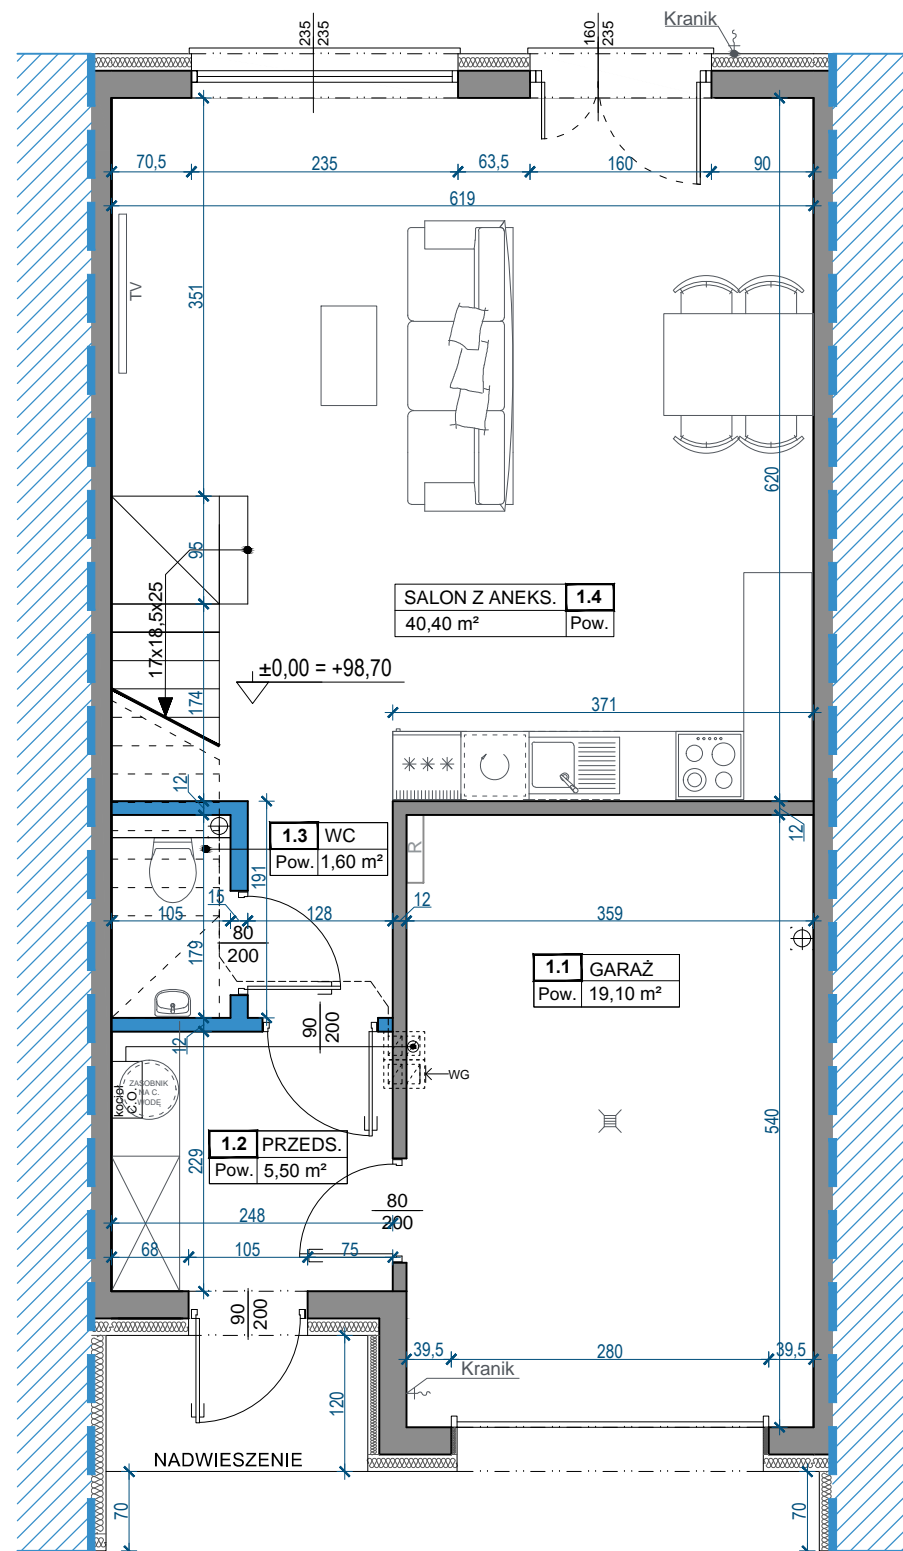 Kranik
235
235
160
235
70,5
235
63,5
160
90
619
TV
351
620
95
17x18,5x25
SALON Z ANEKS. 1.4
40,40 m² Pow.
±0,00 = +98,70
174
371
12
12
1.3 WC
Pow. 1,60 m²
R
191
105
15
128
12
359
80
200
179
1.1 GARAŻ
Pow. 19,10 m²
90
200
12
WG
kocioł
C.O.
ZASOBNIK
NA C.
WODĘ
1.2 PRZEDS.
Pow. 5,50 m²
229
540
80
200
248
68
105
75
90
200
39,5
280
39,5
Kranik
120
NADWIESZENIE
70
70